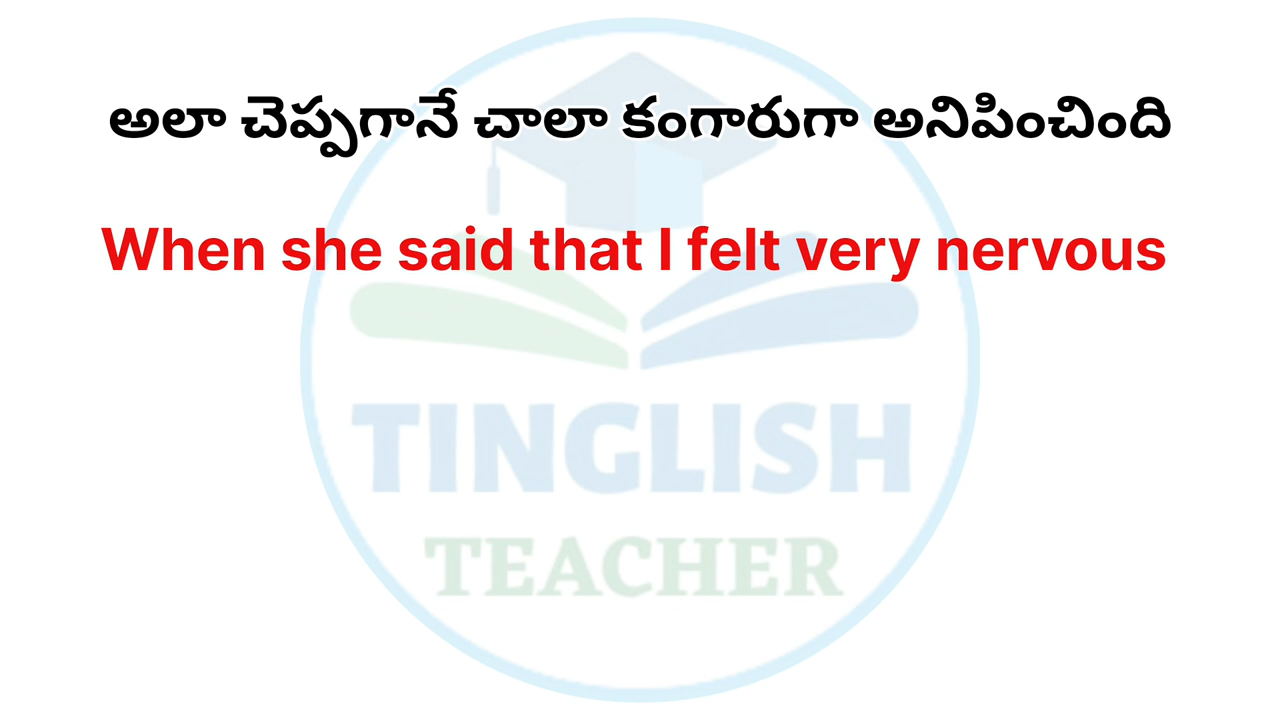 అలా చెప్పగానే చాలా కంగారుగా అనిపించింది
When she said that I felt very nervous
TINGLISH
TEACHER